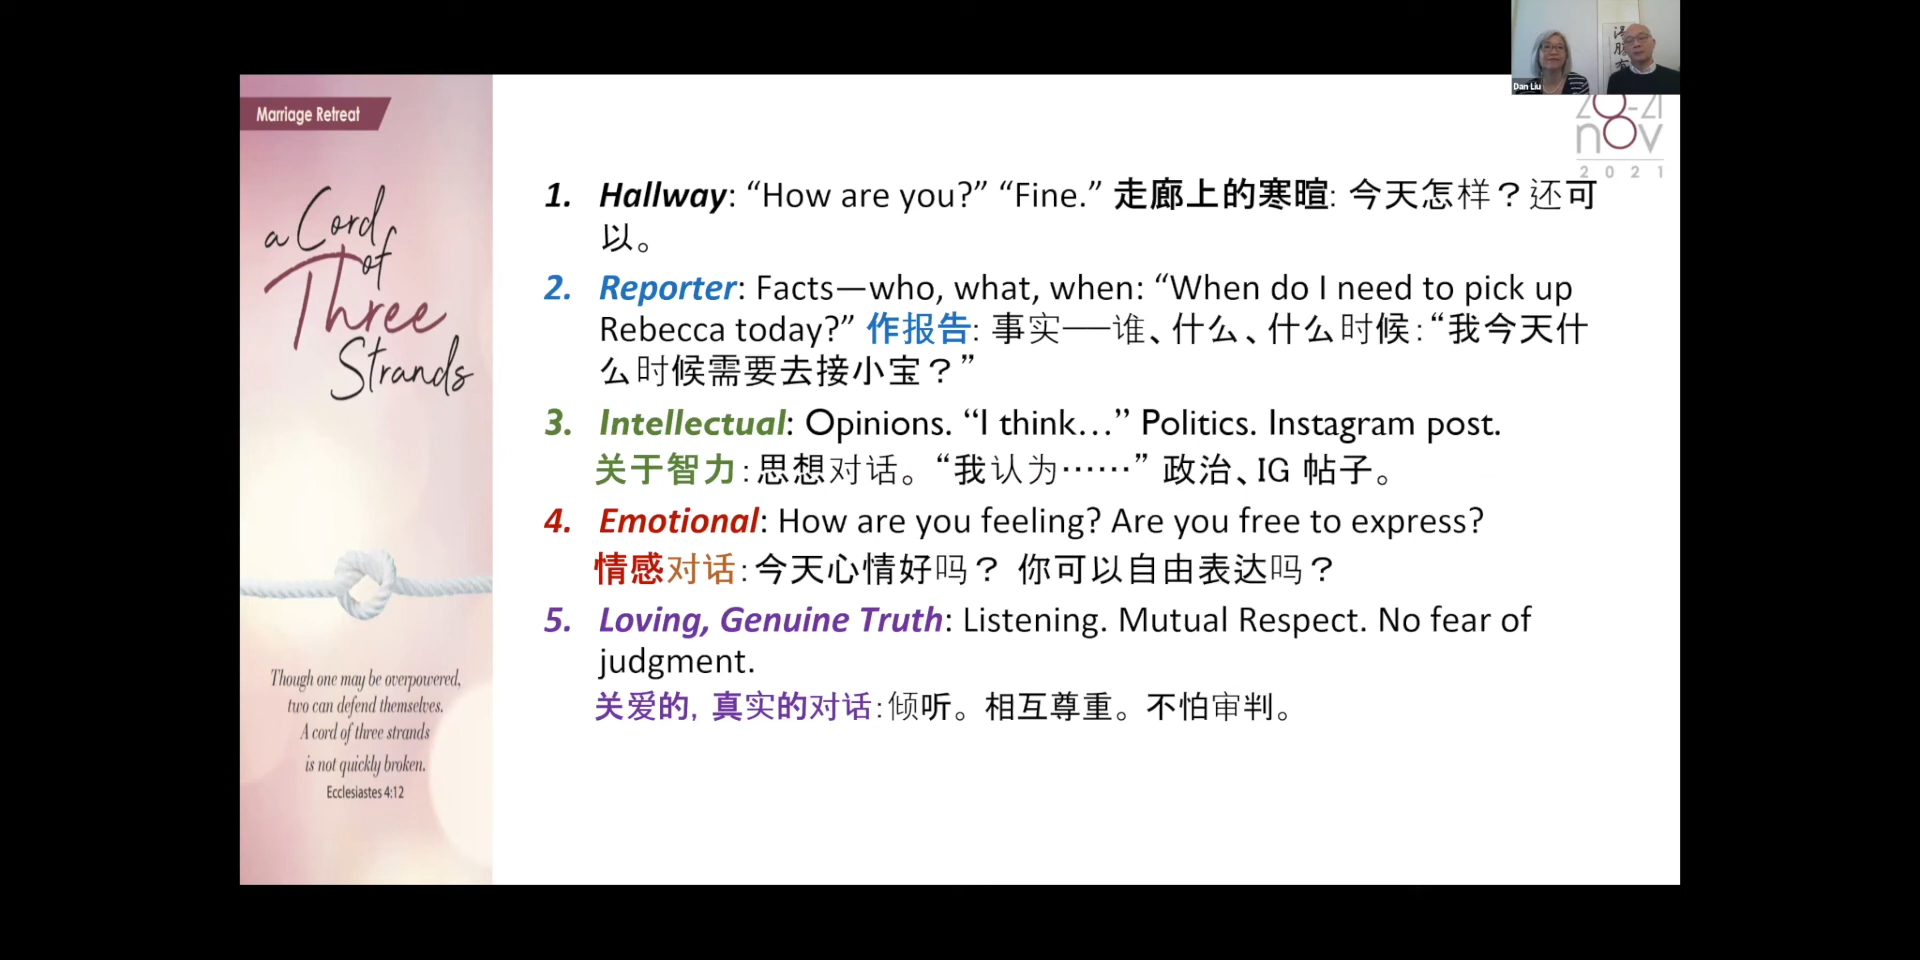 Marriage Retreat
a Cord
of
Three
Strands
Though one may be overpowered,
two can defend themselves.
A cord of three strands
is not quickly broken.
Ecclesiastes 4:12
Dan Liu
20-21
nov
2021
1. Hallway: “How are you?” “Fine.” 走廊上的寒暄: 今天怎样？还可
以。
2. Reporter: Facts—who, what, when: “When do I need to pick up
Rebecca today?” 作报告: 事实——谁、什么、什么时候:“我今天什
么时候需要去接小宝？”
3. Intellectual: Opinions. “I think…” Politics. Instagram post.
关于智力:思想对话。“我认为……” 政治、IG 帖子。
4. Emotional: How are you feeling? Are you free to express?
情感对话:今天心情好吗？ 你可以自由表达吗？
5. Loving, Genuine Truth: Listening. Mutual Respect. No fear of
judgment.
关爱的, 真实的对话:倾听。相互尊重。不怕审判。